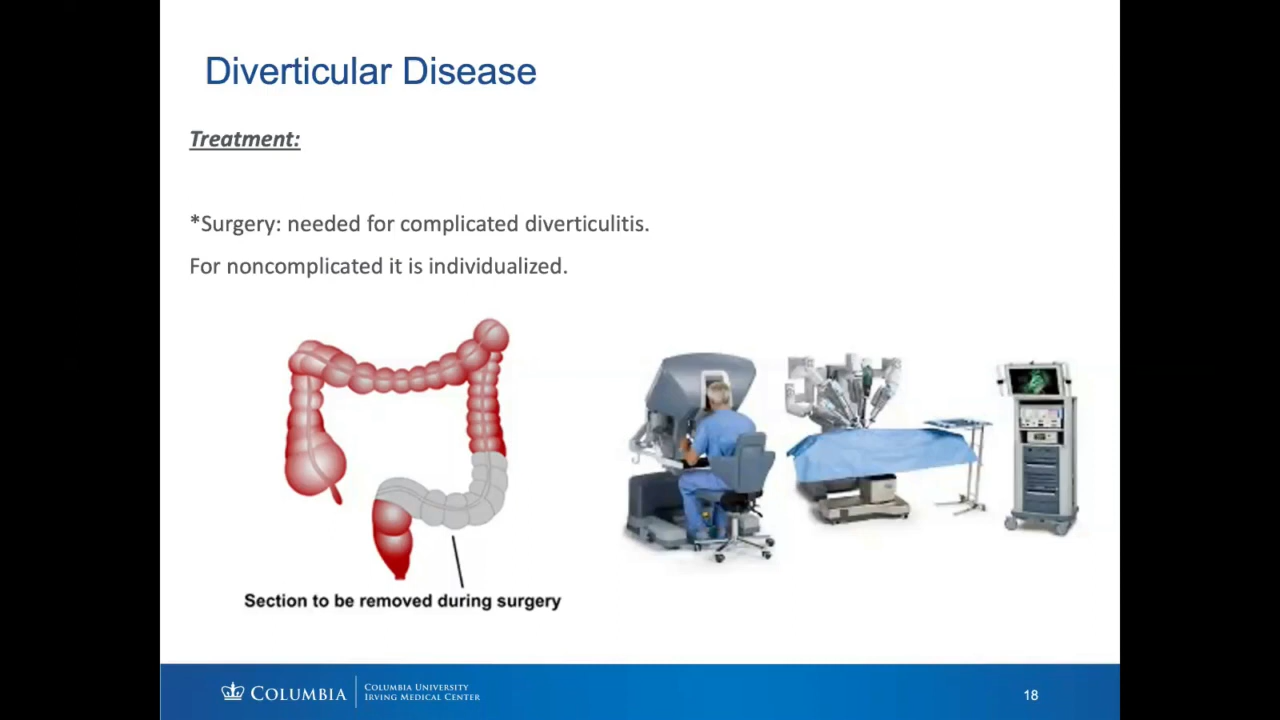 Diverticular Disease
Treatment:
*Surgery: needed for complicated diverticulitis.
For noncomplicated it is individualized.
Section to be removed during surgery
COLUMBIA
COLUMBIA UNIVERSITY
IRVING MEDICAL CENTER
18